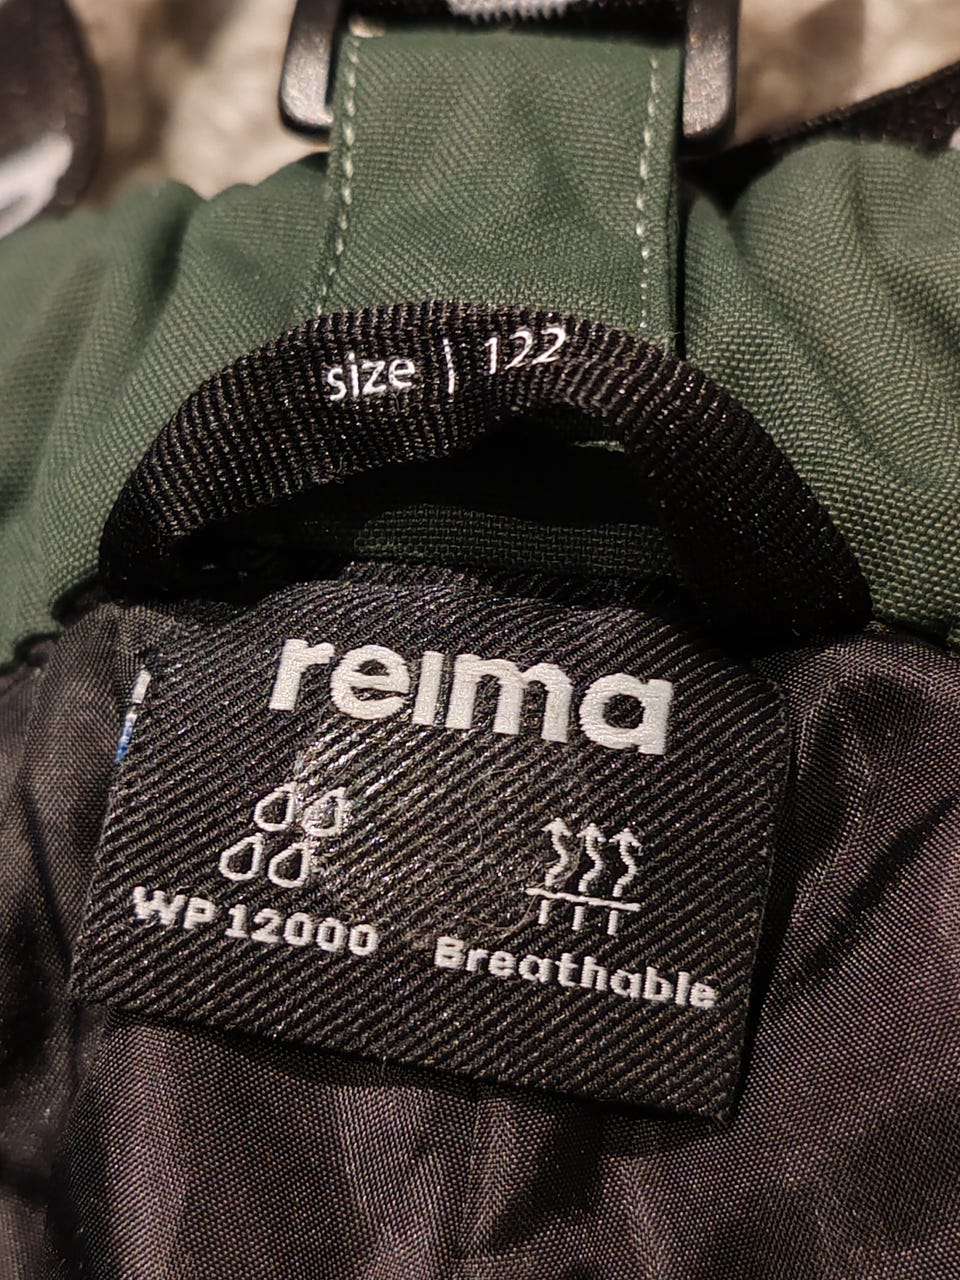 size | 122
reima
WP 12000
Breathable